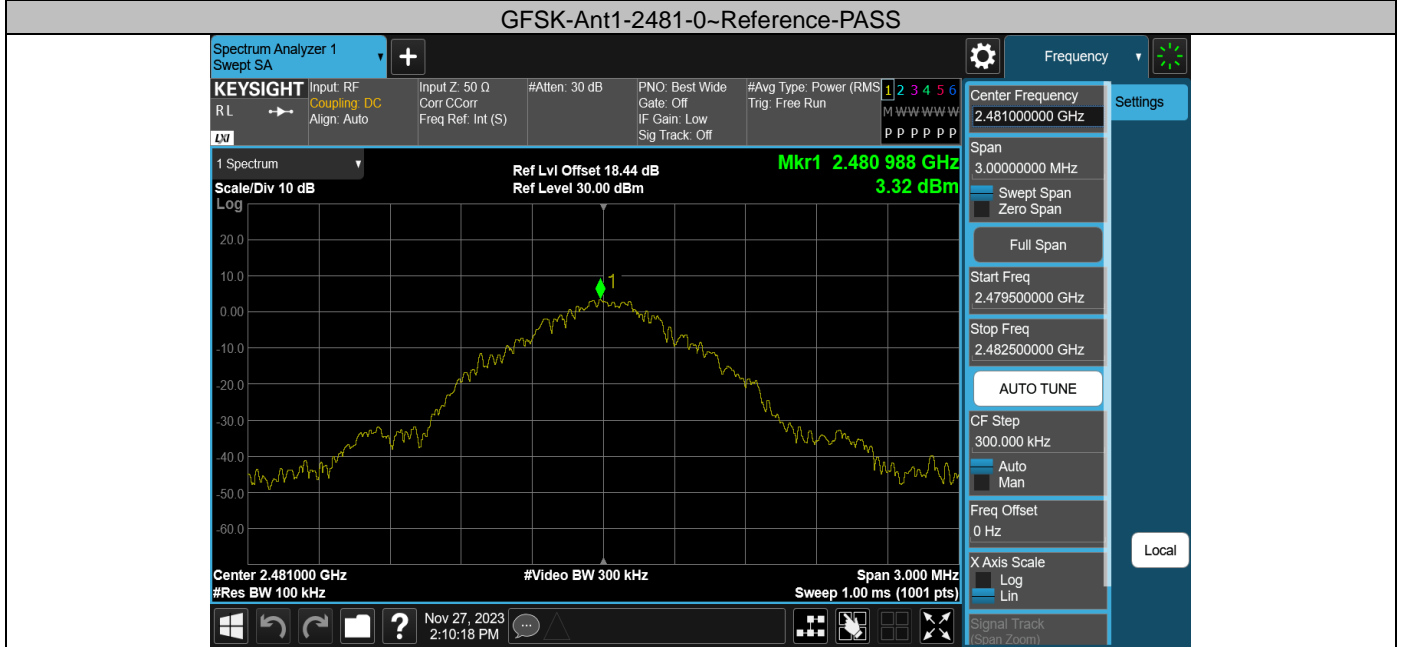 GFSK-Ant1-2481-0~Reference-PASS
Spectrum Analyzer 1
Swept SA
Frequency
KEYSIGHT
RL
LXI
Input: RF
Coupling: DC
Align: Auto
Input Z: 50 Ω
Corr CCorr
Freq Ref: Int (S)
#Atten: 30 dB
PNO: Best Wide
Gate: Off
IF Gain: Low
Sig Track: Off
#Avg Type: Power (RMS
Trig: Free Run
1 2 3 4 5 6
M W W W W W
P P P P P P
1 Spectrum
Scale/Div 10 dB
Ref Lvl Offset 18.44 dB
Ref Level 30.00 dBm
Mkr1 2.480 988 GHz
3.32 dBm
Log
20.0
10.0
0.00
-10.0
-20.0
-30.0
-40.0
-50.0
-60.0
1
Center 2.481000 GHz
#Res BW 100 kHz
#Video BW 300 kHz
Span 3.000 MHz
Sweep 1.00 ms (1001 pts)
Nov 27, 2023
2:10:18 PM
Center Frequency
2.481000000 GHz
Settings
Span
3.00000000 MHz
Swept Span
Zero Span
Full Span
Start Freq
2.479500000 GHz
Stop Freq
2.482500000 GHz
AUTO TUNE
CF Step
300.000 kHz
Auto
Man
Freq Offset
0 Hz
X Axis Scale
Log
Lin
Signal Track
(Span Zoom)
Local